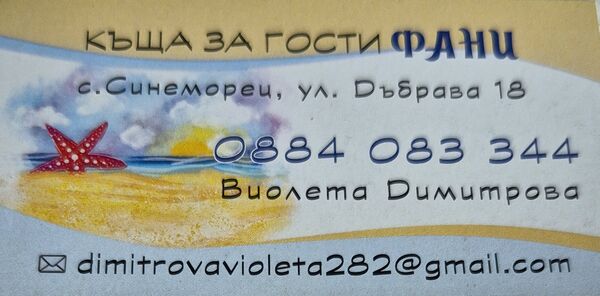 КЪЩА ЗА ГОСТИ ФАНИ
с.Синеморец, ул. Дъбрава 18
0884 083 344
Виолета Димитрова
dimitrovavioleta282@gmail.com